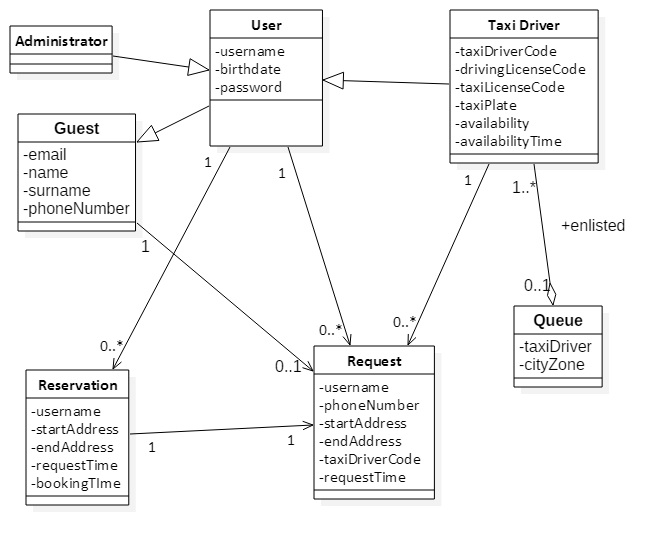 Administrator
User
-username
-birthdate
-password
Taxi Driver
-taxiDriverCode
-drivingLicenseCode
-taxiLicenseCode
-taxiPlate
-availability
-availabilityTime
Guest
-email
-name
-surname
-phoneNumber
1
1
1
1..*
+enlisted
1
0..1
Queue
-taxiDriver
-cityZone
0..*
0..*
0..*
0..1
Reservation
-username
-startAddress
-endAddress
-requestTime
-bookingTIme
1
1
Request
-username
-phoneNumber
-startAddress
-endAddress
-taxiDriverCode
-requestTime